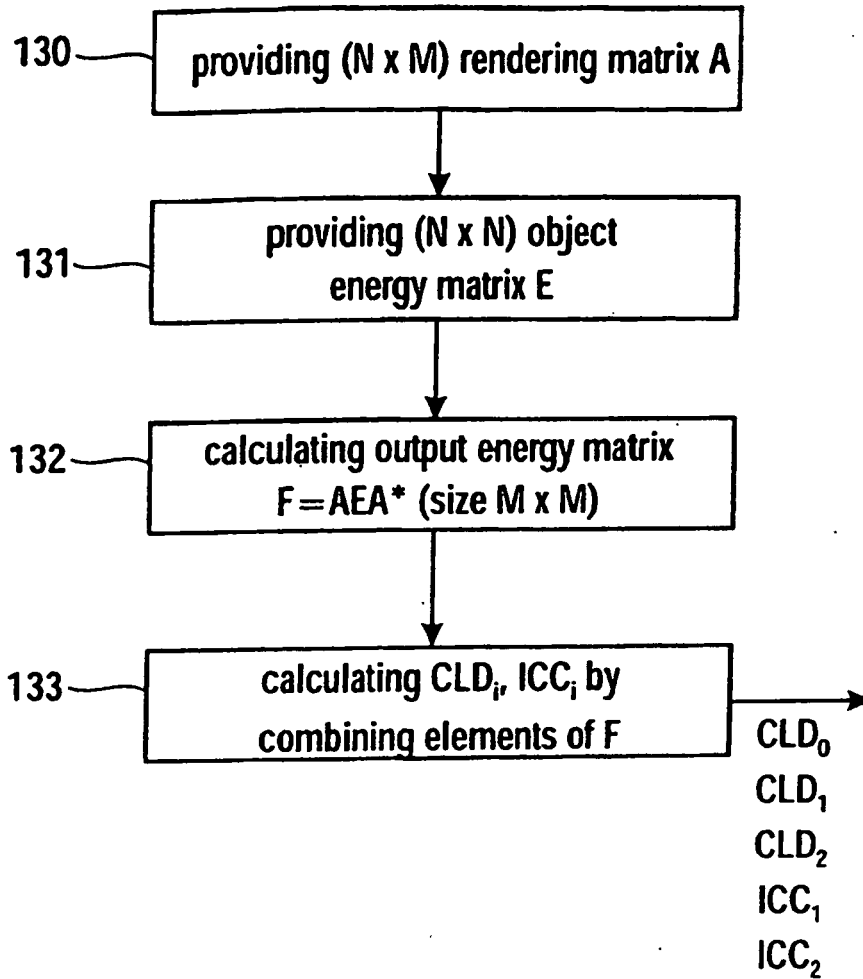 130
providing (N x M) rendering matrix A
131
providing (N x N) object
energy matrix E
132
calculating output energy matrix
F=AEA* (size M x M)
133
calculating CLDᵢ, ICCᵢ by
combining elements of F
CLD₀
CLD₁
CLD₂
ICC₁
ICC₂